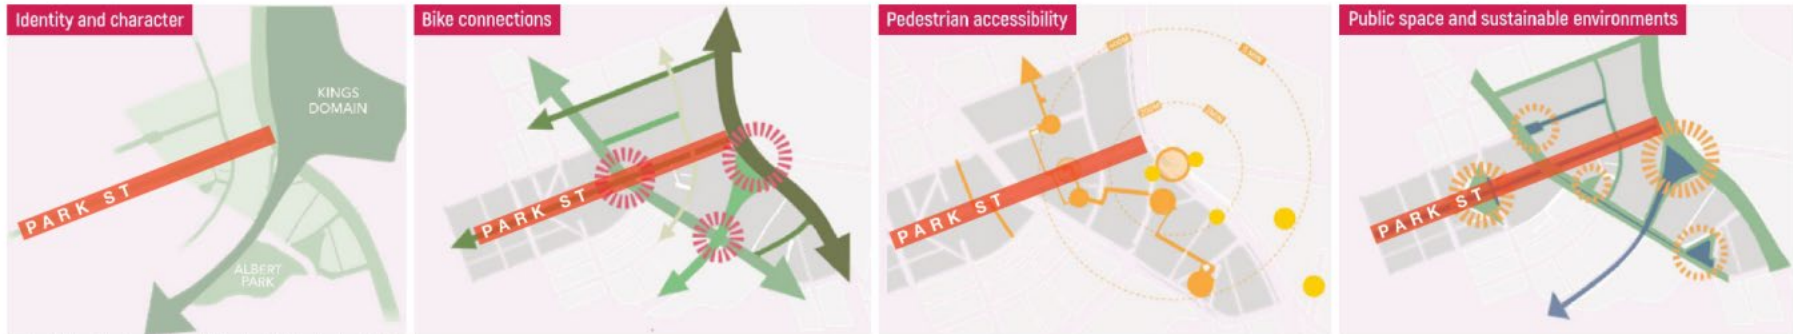 Identity and character
KINGS
DOMAIN
PARK ST
ALBERT
PARK
Bike connections
PARK ST
Pedestrian accessibility
PARK ST
Public space and sustainable environments
PARK ST